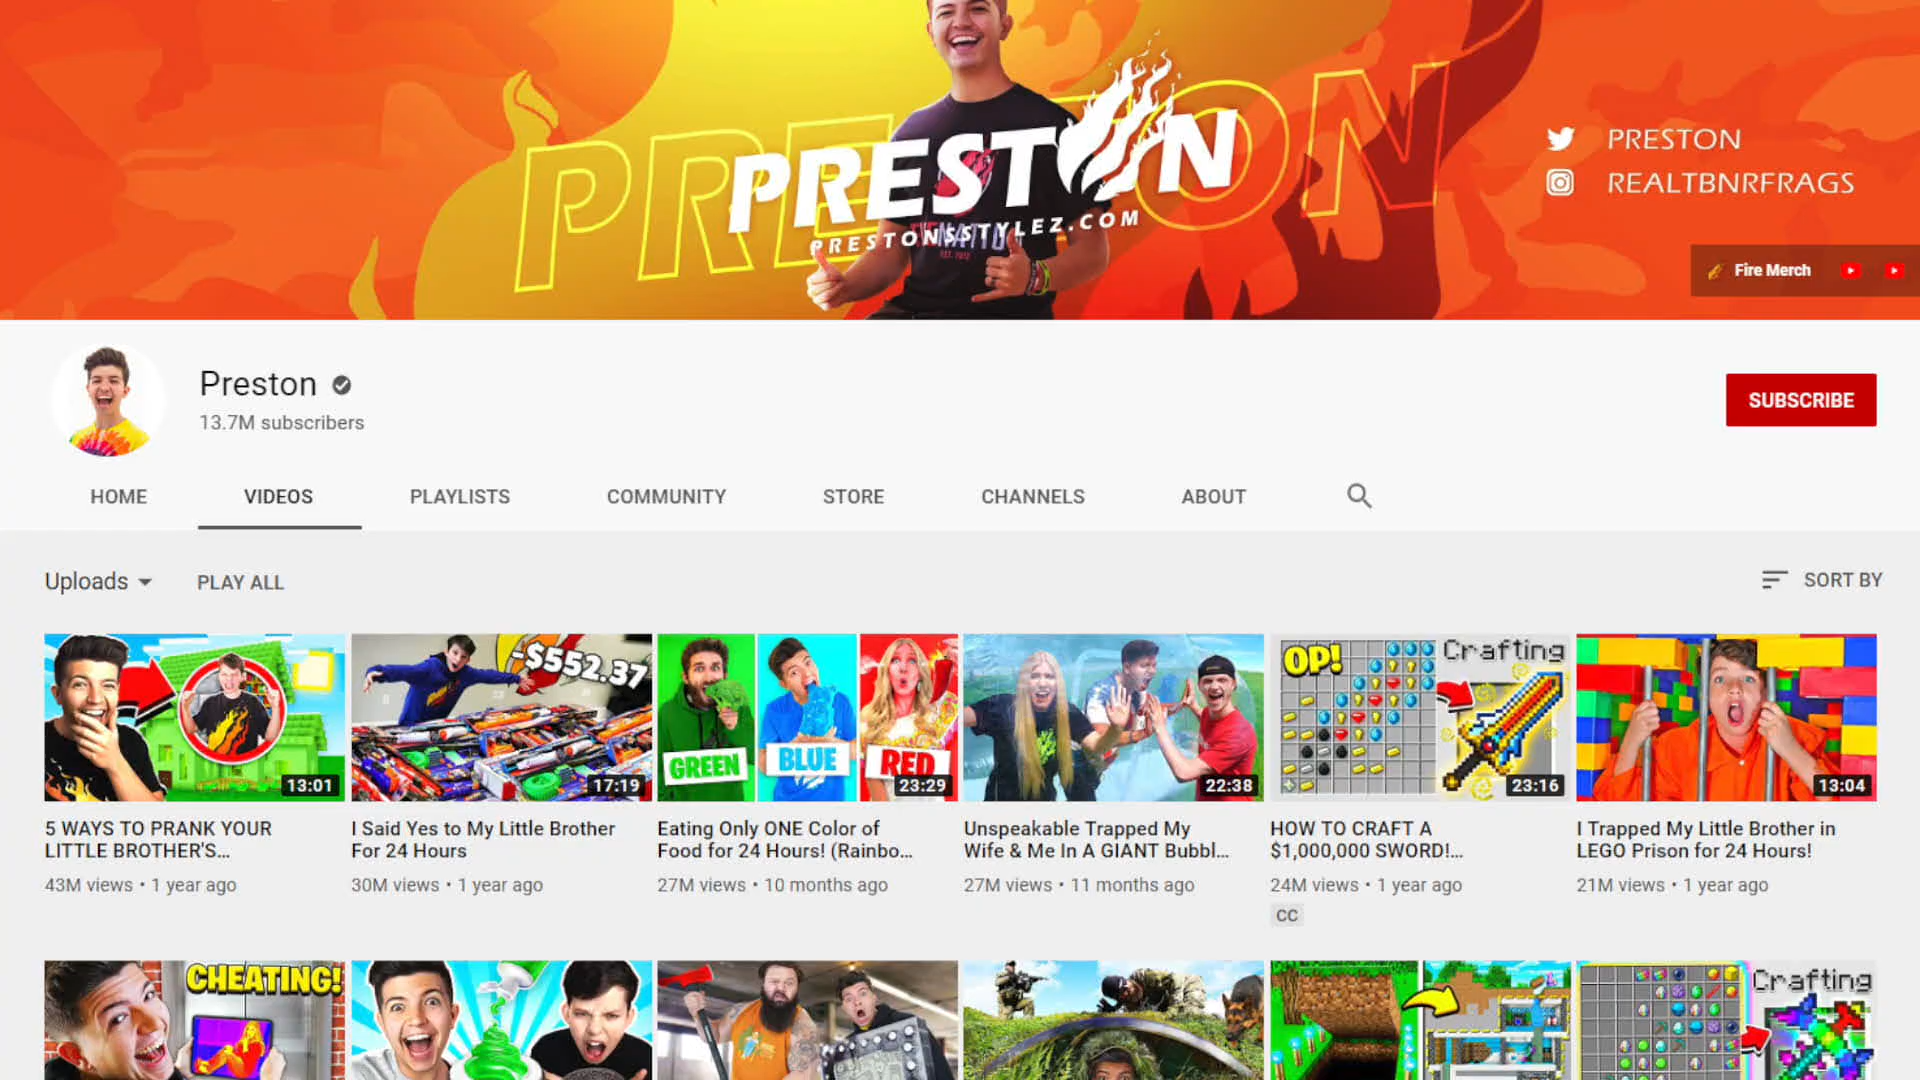 PRESTON
PRESTON
PRESTONSSTYLEZ.COM
PRESTON
REALTBNRFRAGS
Fire Merch
Preston
13.7M subscribers
SUBSCRIBE
HOME VIDEOS PLAYLISTS COMMUNITY STORE CHANNELS ABOUT
Uploads PLAY ALL SORT BY
-$552.37
GREEN BLUE RED
OP! Crafting
13:01 17:19 23:29 22:38 23:16 13:04
5 WAYS TO PRANK YOUR
LITTLE BROTHER'S...
43M views • 1 year ago
I Said Yes to My Little Brother
For 24 Hours
30M views • 1 year ago
Eating Only ONE Color of
Food for 24 Hours! (Rainbo...
27M views • 10 months ago
Unspeakable Trapped My
Wife & Me In A GIANT Bubbl...
27M views • 11 months ago
HOW TO CRAFT A
$1,000,000 SWORD!...
24M views • 1 year ago
CC
I Trapped My Little Brother in
LEGO Prison for 24 Hours!
21M views • 1 year ago
CHEATING!
Crafting